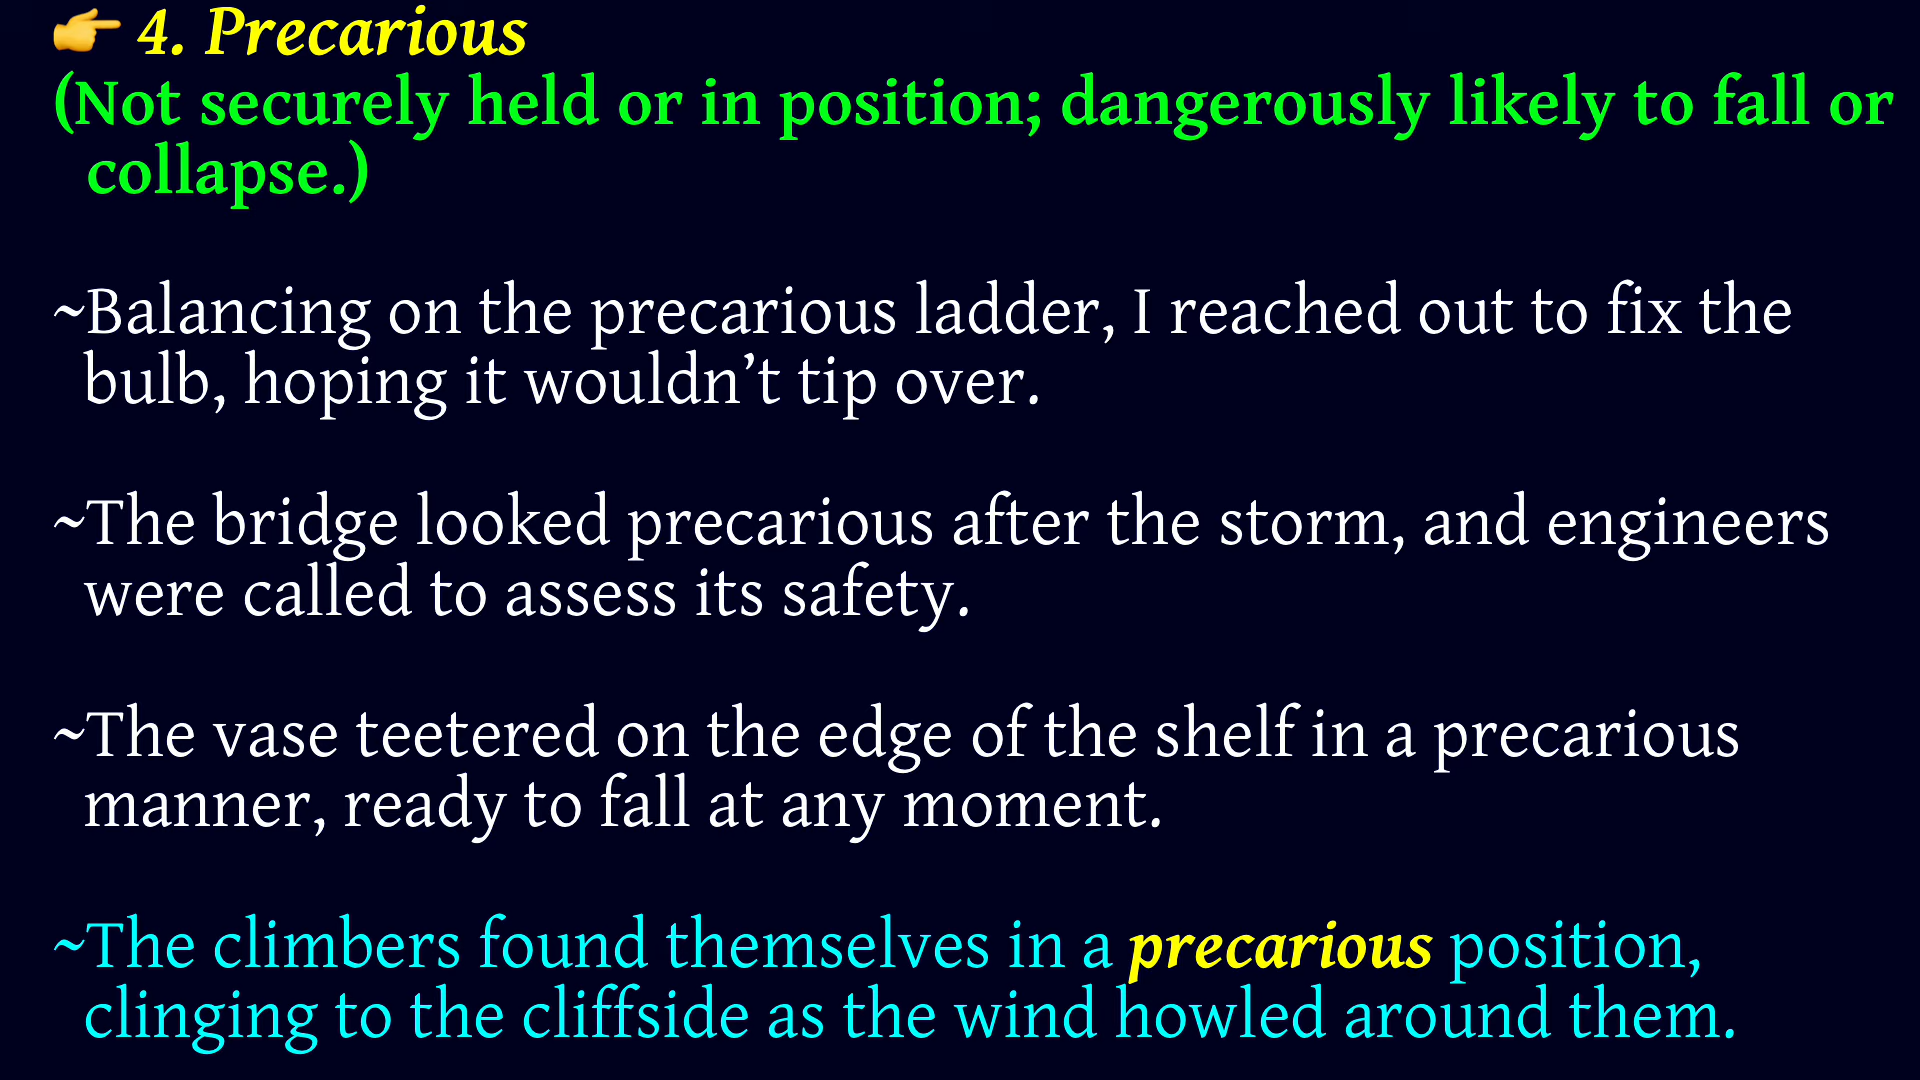 👉 4. Precarious
(Not securely held or in position; dangerously likely to fall or
collapse.)
~Balancing on the precarious ladder, I reached out to fix the
bulb, hoping it wouldn’t tip over.
~The bridge looked precarious after the storm, and engineers
were called to assess its safety.
~The vase teetered on the edge of the shelf in a precarious
manner, ready to fall at any moment.
~The climbers found themselves in a precarious position,
clinging to the cliffside as the wind howled around them.